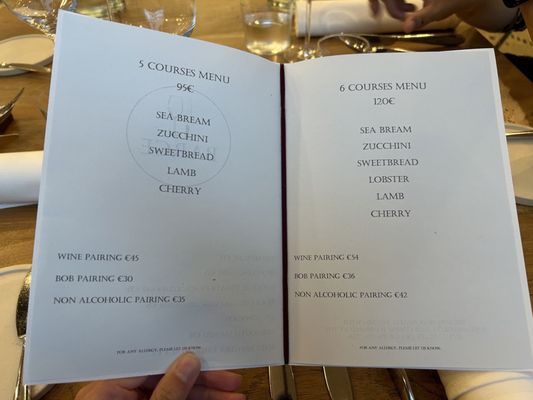 5 COURSES MENU
95€
SEA BREAM
ZUCCHINI
SWEETBREAD
LAMB
CHERRY
WINE PAIRING €45
BOB PAIRING €30
NON ALCOHOLIC PAIRING €35
FOR ANY ALLERGY, PLEASE LET US KNOW.
6 COURSES MENU
120€
SEA BREAM
ZUCCHINI
SWEETBREAD
LOBSTER
LAMB
CHERRY
WINE PAIRING €54
BOB PAIRING €36
NON ALCOHOLIC PAIRING €42
FOR ANY ALLERGY, PLEASE LET US KNOW.